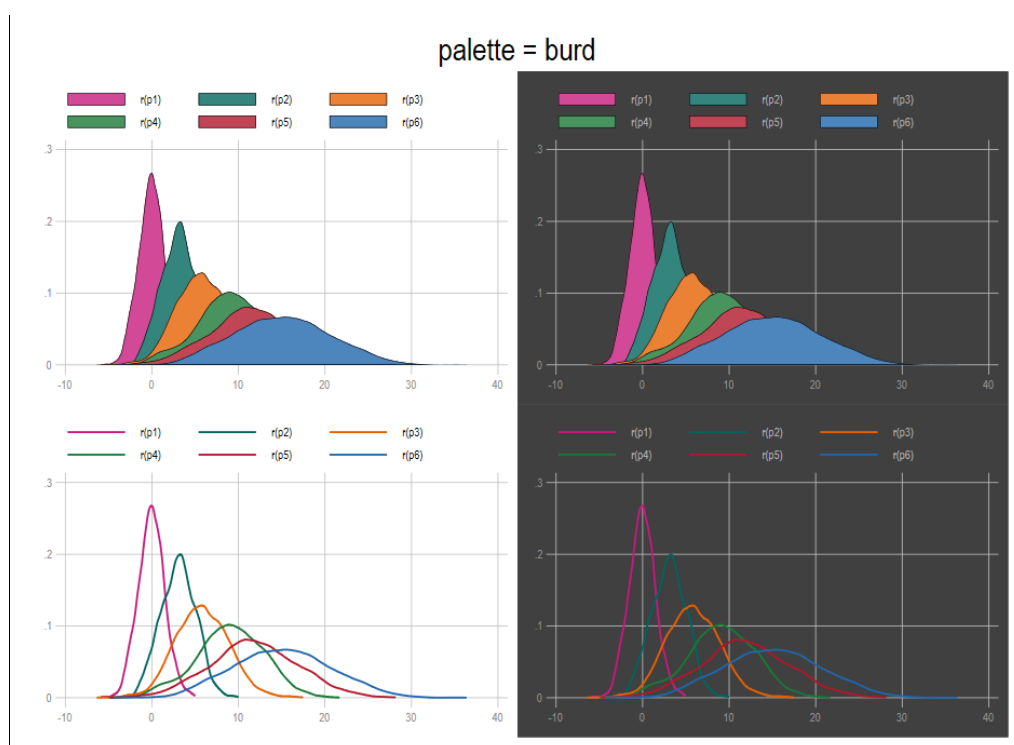 palette = burd
r(p1) r(p2) r(p3)
r(p4) r(p5) r(p6)
.3
.2
.1
0
-10 0 10 20 30 40
r(p1) r(p2) r(p3)
r(p4) r(p5) r(p6)
.3
.2
.1
0
-10 0 10 20 30 40
r(p1) r(p2) r(p3)
r(p4) r(p5) r(p6)
.3
.2
.1
0
-10 0 10 20 30 40
r(p1) r(p2) r(p3)
r(p4) r(p5) r(p6)
.3
.2
.1
0
-10 0 10 20 30 40